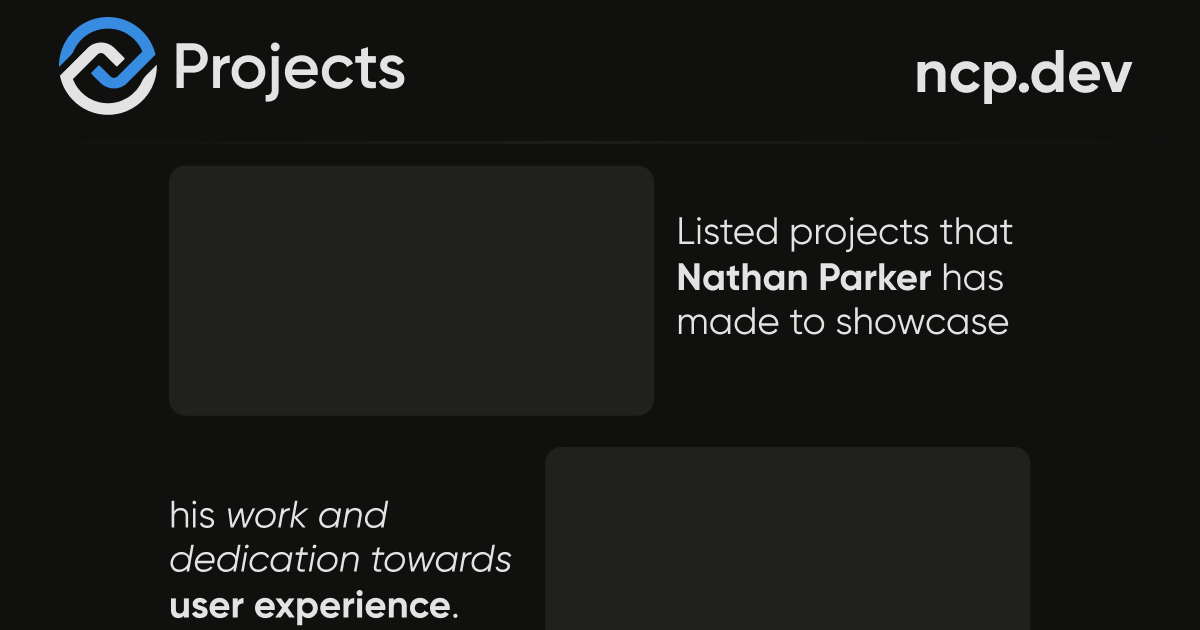 Projects
ncp.dev
Listed projects that
Nathan Parker has
made to showcase
his work and
dedication towards
user experience.